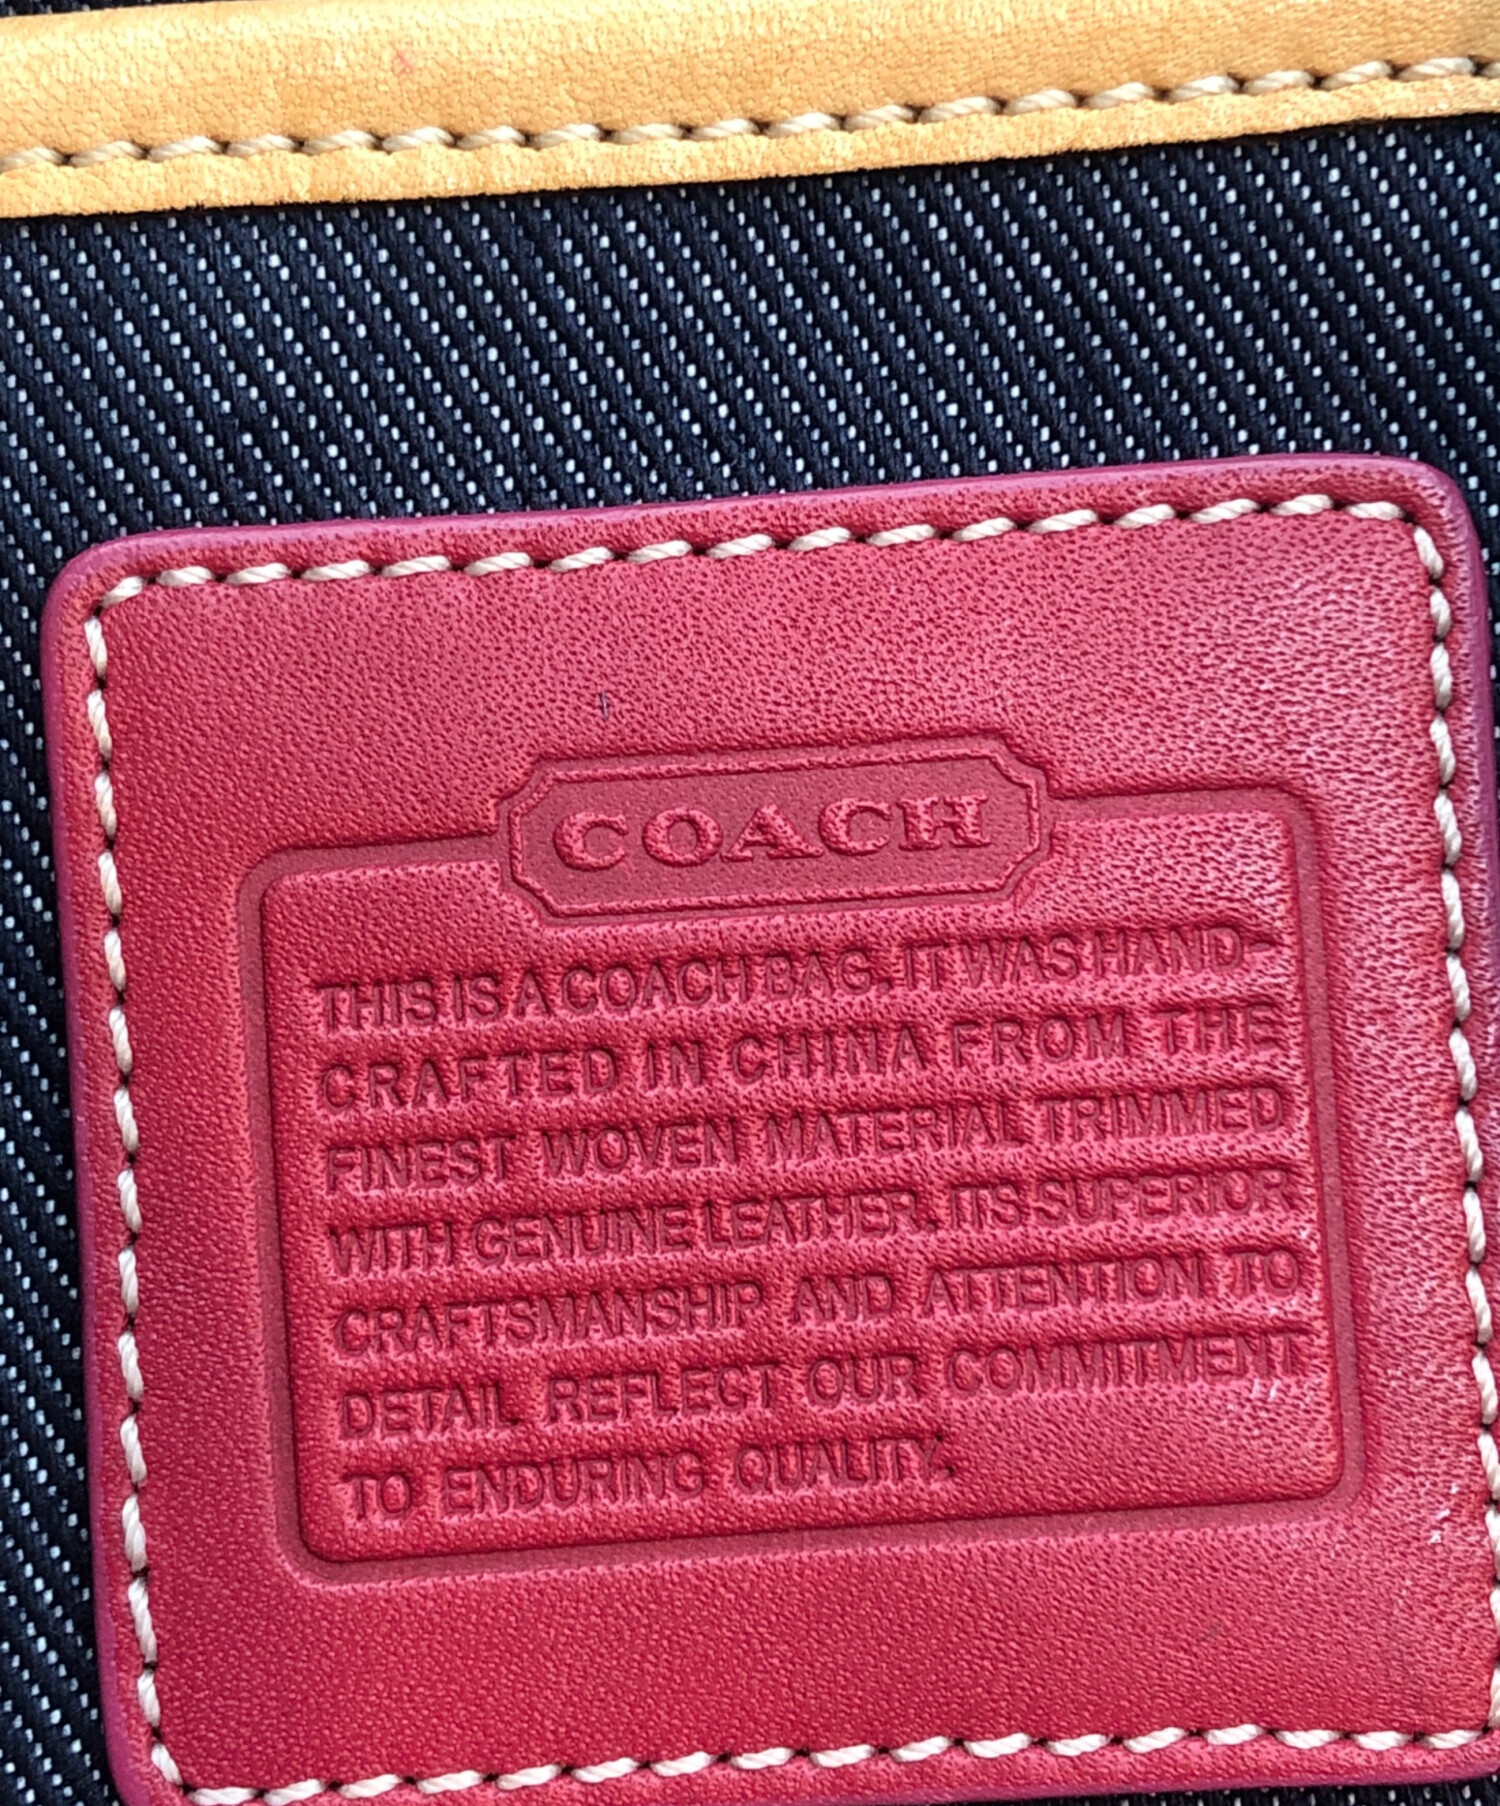 COACH
THIS IS A COACH BAG. IT WAS HAND-
CRAFTED IN CHINA FROM THE
FINEST WOVEN MATERIAL TRIMMED
WITH GENUINE LEATHER. ITS SUPERIOR
CRAFTSMANSHIP AND ATTENTION TO
DETAIL REFLECT OUR COMMITMENT
TO ENDURING QUALITY.